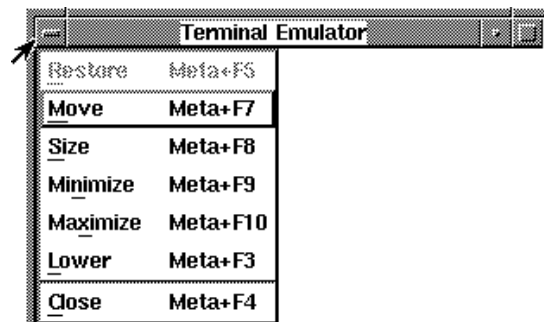 Terminal Emulator
Restore Meta+F5
Move Meta+F7
Size Meta+F8
Minimize Meta+F9
Maximize Meta+F10
Lower Meta+F3
Close Meta+F4